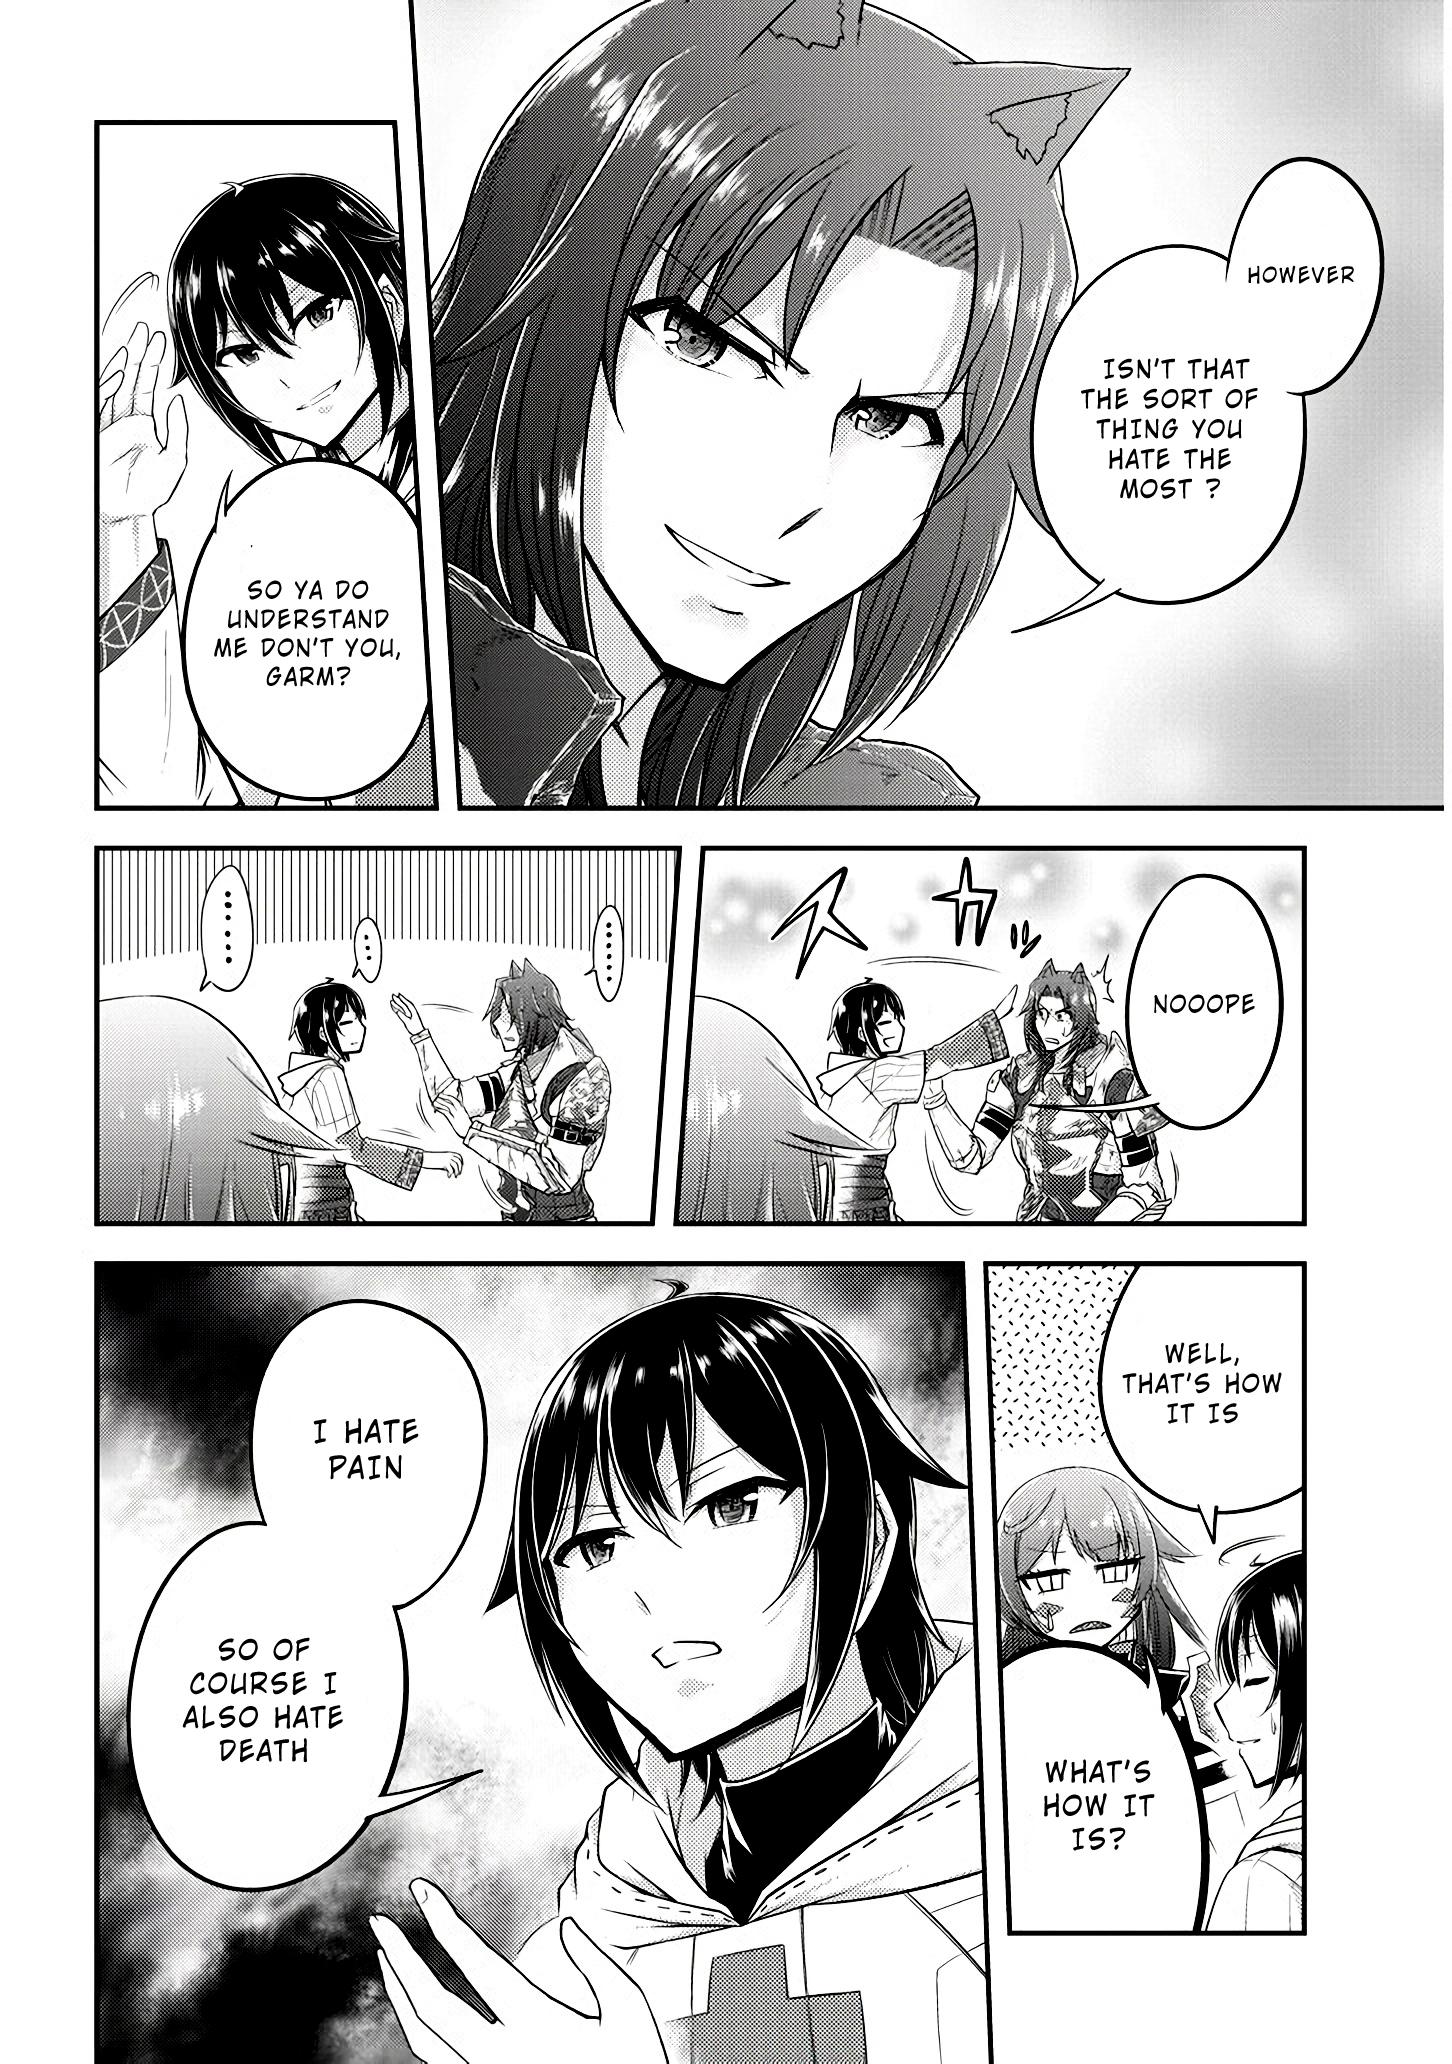 HOWEVER
ISN'T THAT
THE SORT OF
THING YOU
HATE THE
MOST ?
SO YA DO
UNDERSTAND
ME DON'T YOU,
GARM?
NOOOPE
スカッ
......
...
......
WELL,
THAT'S HOW
IT IS
WHAT'S
HOW IT
IS?
I HATE
PAIN
SO OF
COURSE I
ALSO HATE
DEATH